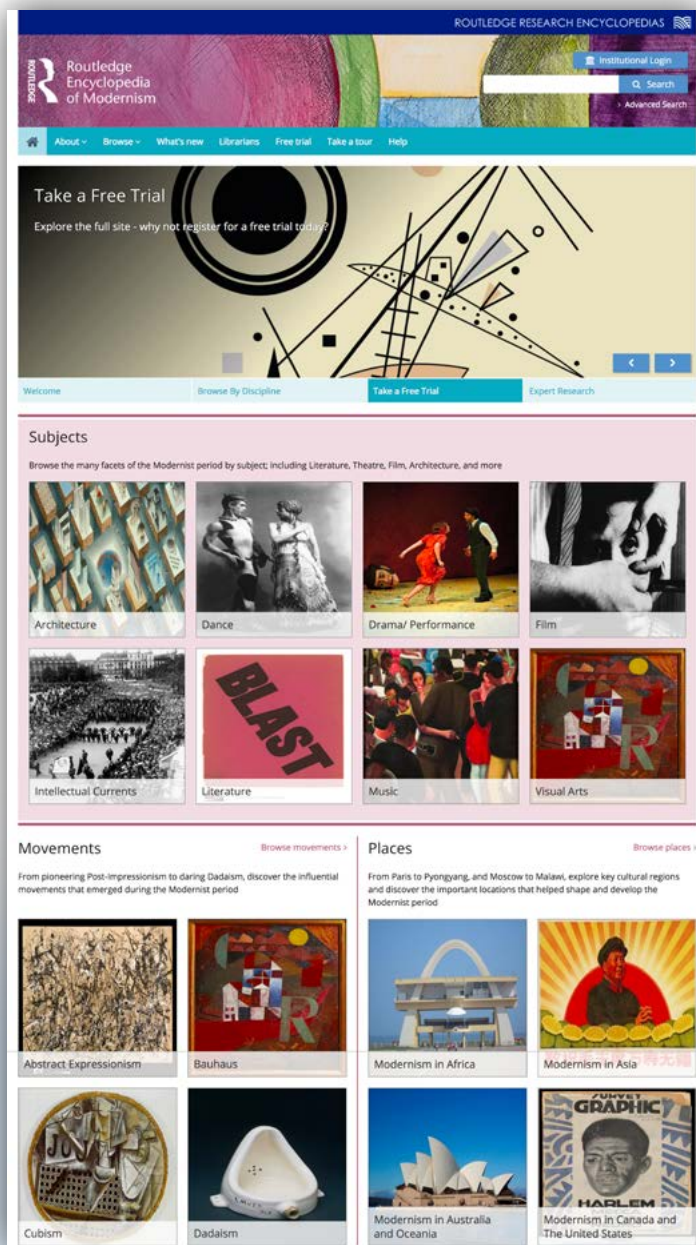 ROUTLEDGE RESEARCH ENCYCLOPEDIAS
ROUTLEDGE
Routledge
Encyclopedia
of Modernism
Institutional Login
Search
› Advanced Search
About
Browse
What's new
Librarians
Free trial
Take a tour
Help
Take a Free Trial
Explore the full site - why not register for a free trial today?
Welcome
Browse By Discipline
Take a Free Trial
Expert Research
Subjects
Browse the many facets of the Modernist period by subject; including Literature, Theatre, Film, Architecture, and more
Architecture
Dance
Drama/ Performance
Film
BLAST
Intellectual Currents
Literature
Music
Visual Arts
Movements
Browse movements >
From pioneering Post-Impressionism to daring Dadaism, discover the influential
movements that emerged during the Modernist period
Abstract Expressionism
Bauhaus
Cubism
Dadaism
Places
Browse places >
From Paris to Pyongyang, and Moscow to Malawi, explore key cultural regions
and discover the important locations that helped shape and develop the
Modernist period
Modernism in Africa
Modernism in Asia
SURVEY
GRAPHIC
HARLEM
Modernism in Australia
and Oceania
Modernism in Canada and
The United States